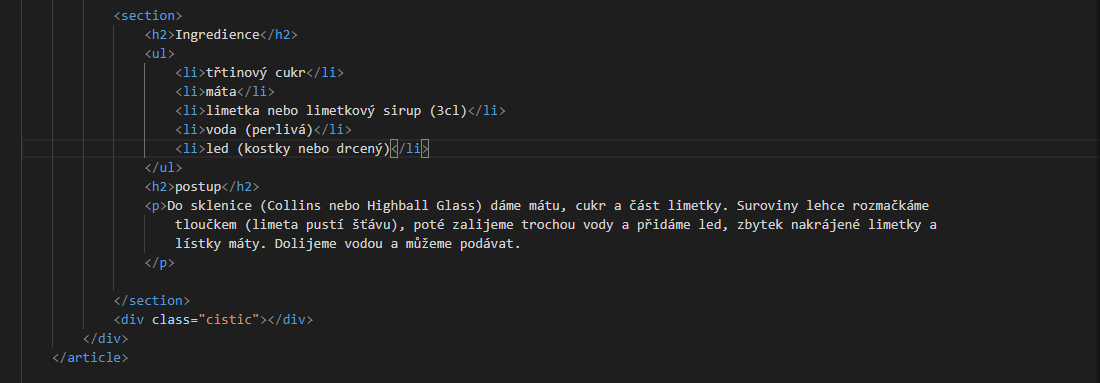 <section>
<h2>Ingredience</h2>
<ul>
<li>třtinový cukr</li>
<li>máta</li>
<li>limetka nebo limetkový sirup (3cl)</li>
<li>voda (perlivá)</li>
<li>led (kostky nebo drcený)</li>
</ul>
<h2>postup</h2>
<p>Do sklenice (Collins nebo Highball Glass) dáme mátu, cukr a část limetky. Suroviny lehce rozmačkáme
tloučkem (limeta pustí šťávu), poté zalijeme trochou vody a přidáme led, zbytek nakrájené limetky a
lístky máty. Dolijeme vodou a můžeme podávat.
</p>
</section>
<div class="cistic"></div>
</div>
</article>